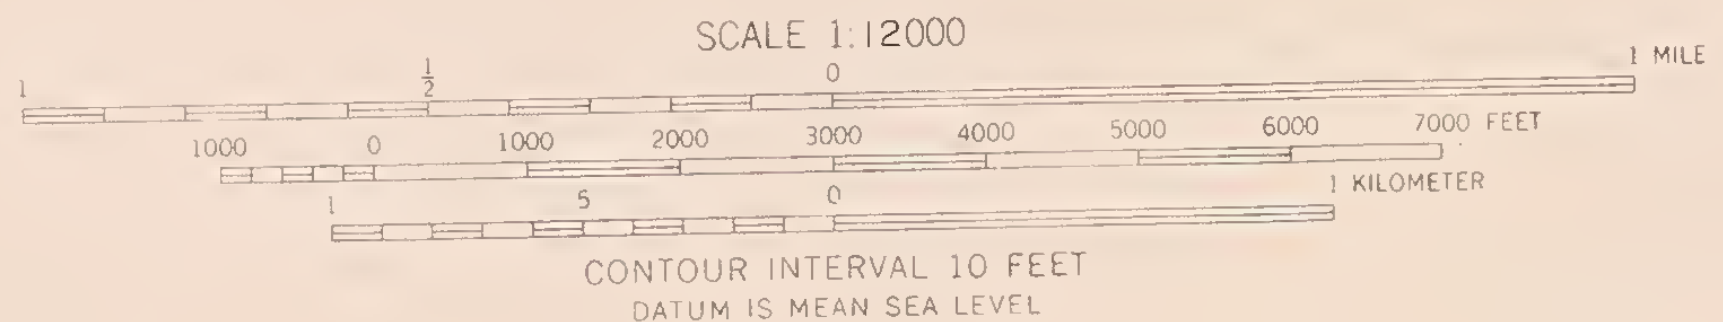 SCALE 1:12000
1 1/2 0 1 MILE
1000 0 1000 2000 3000 4000 5000 6000 7000 FEET
1 5 0 1 KILOMETER
CONTOUR INTERVAL 10 FEET
DATUM IS MEAN SEA LEVEL